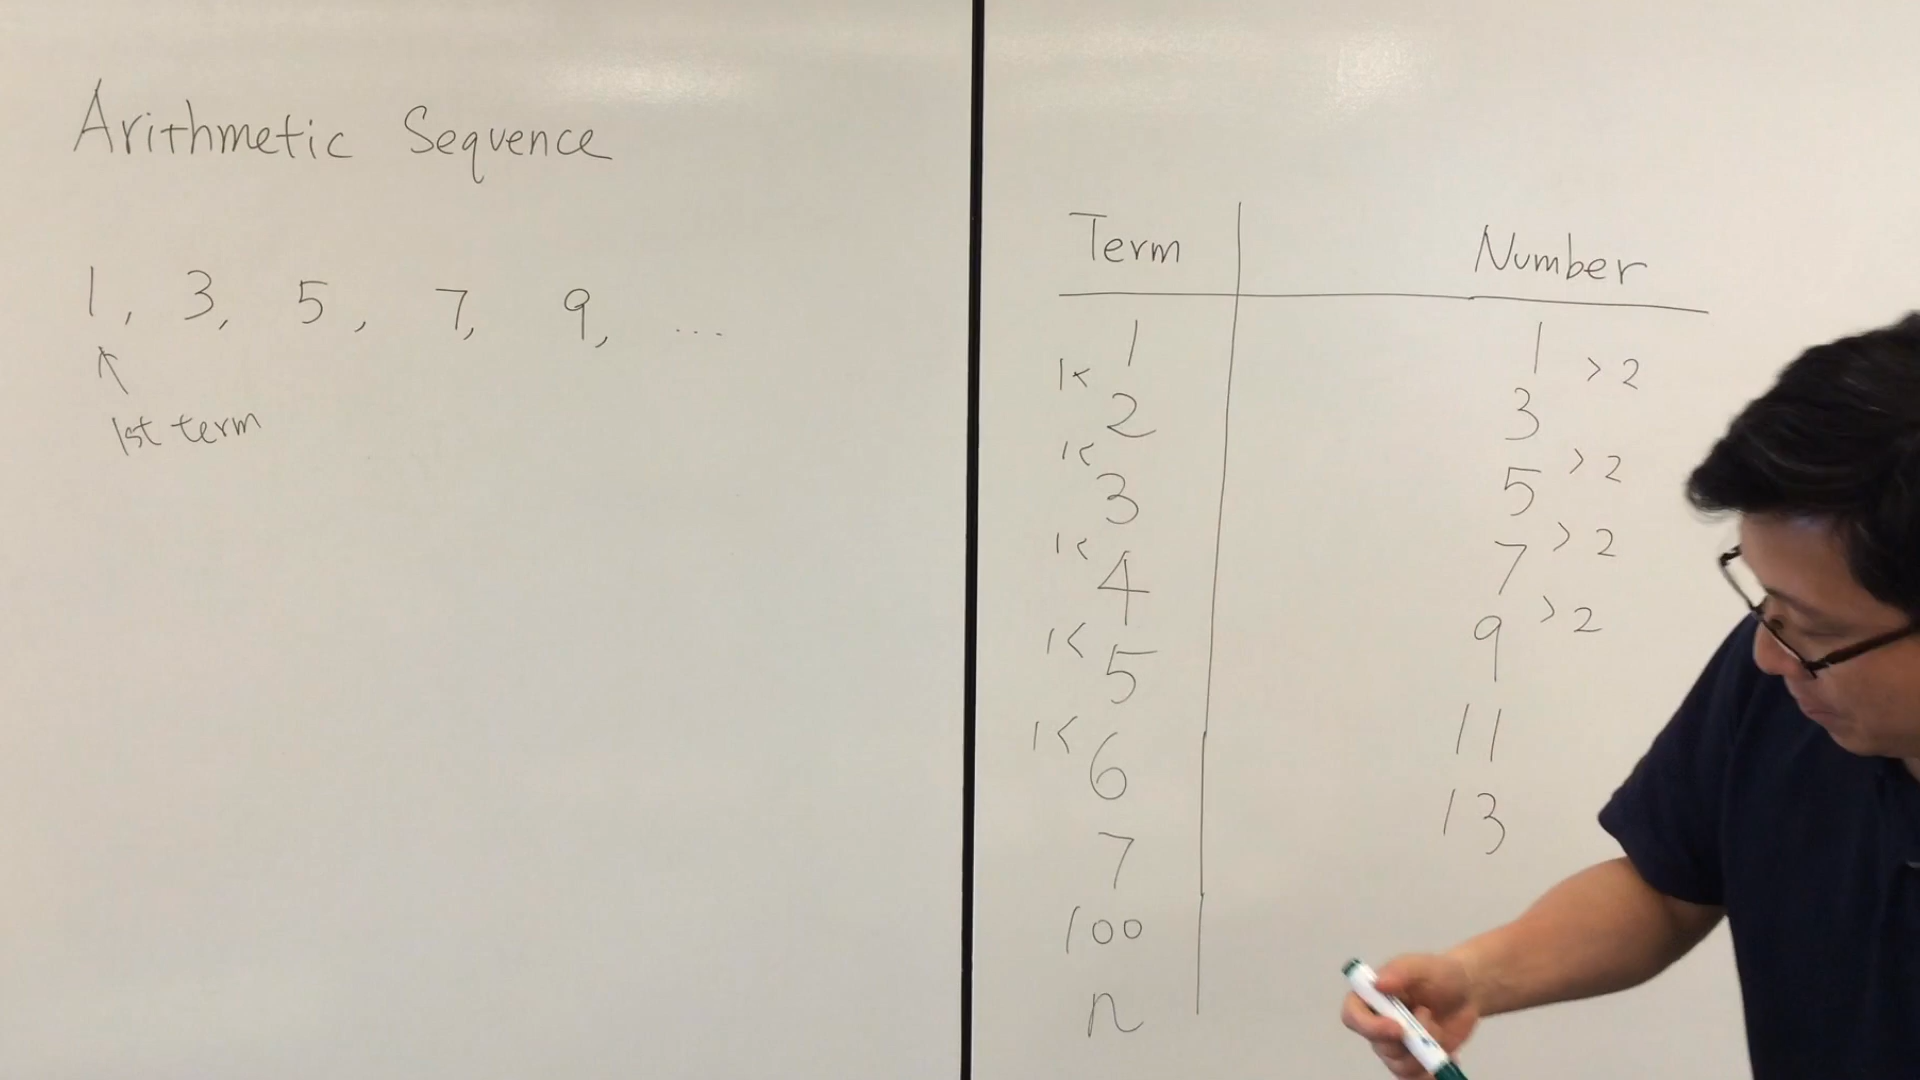 Arithmetic Sequence
1, 3, 5, 7, 9, ...
1st term
Term Number
1 1
1< > 2
2 3
1< > 2
3 5
1< > 2
4 7
1< > 2
5 9
1<
6 11
7 13
100
n